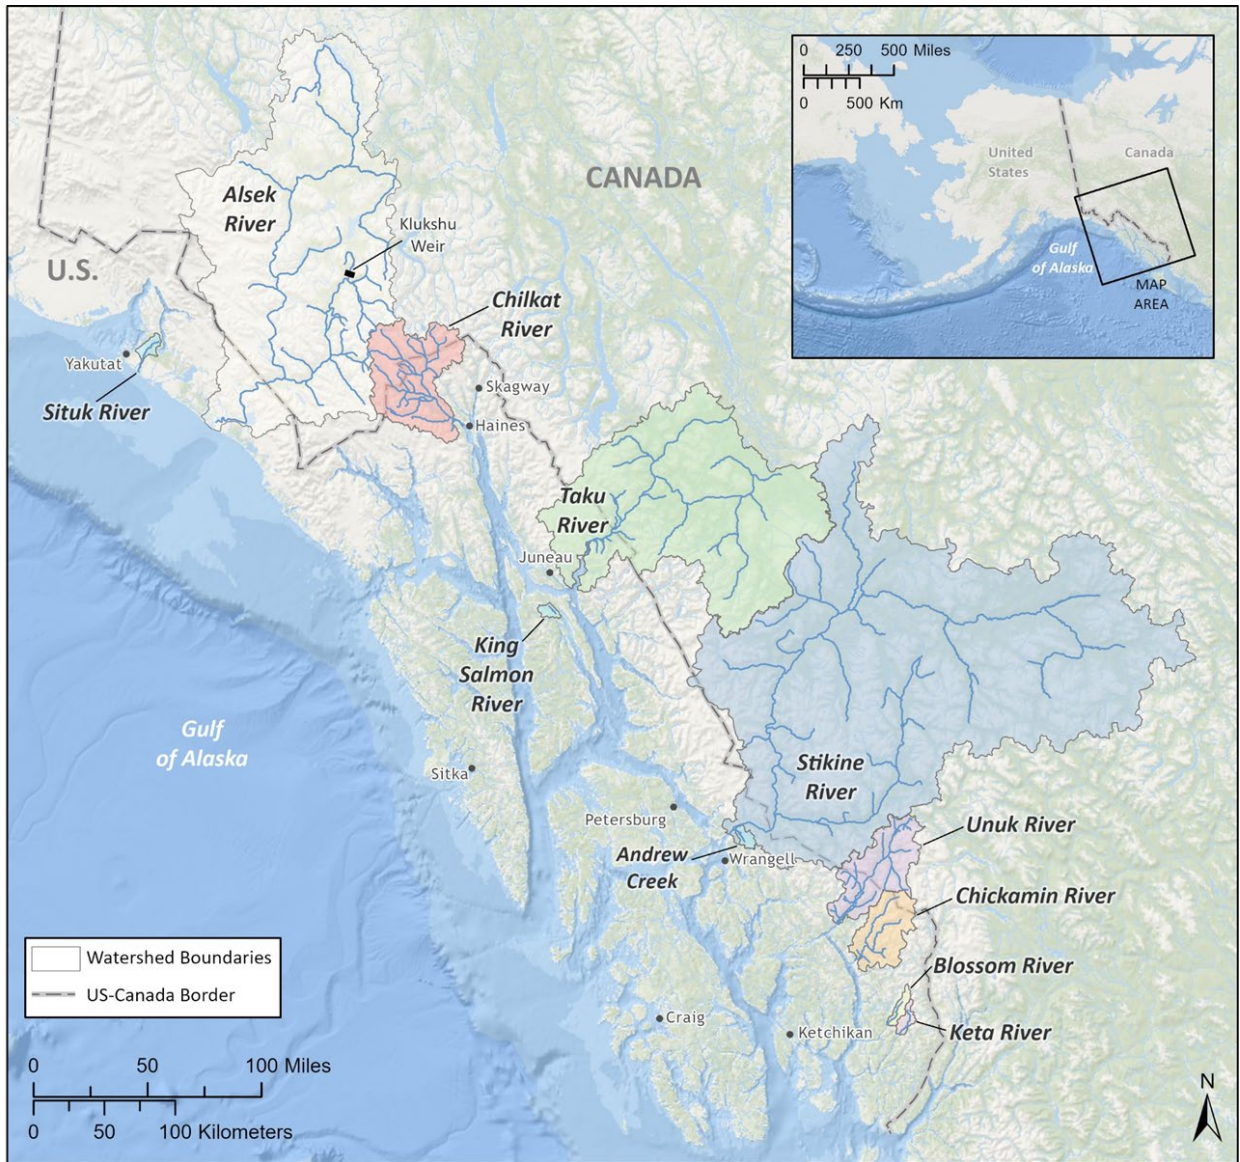 0 250 500 Miles
0 500 Km
United
States
Canada
Gulf
of Alaska
MAP
AREA
CANADA
Alsek
River
Klukshu
Weir
U.S.
Chilkat
River
Yakutat
Situk River
Skagway
Haines
Taku
River
Juneau
King
Salmon
River
Gulf
of Alaska
Sitka
Stikine
River
Petersburg
Unuk River
Andrew
Creek
Wrangell
Chickamin River
Blossom River
Keta River
Craig
Ketchikan
Watershed Boundaries
US-Canada Border
0 50 100 Miles
0 50 100 Kilometers
N